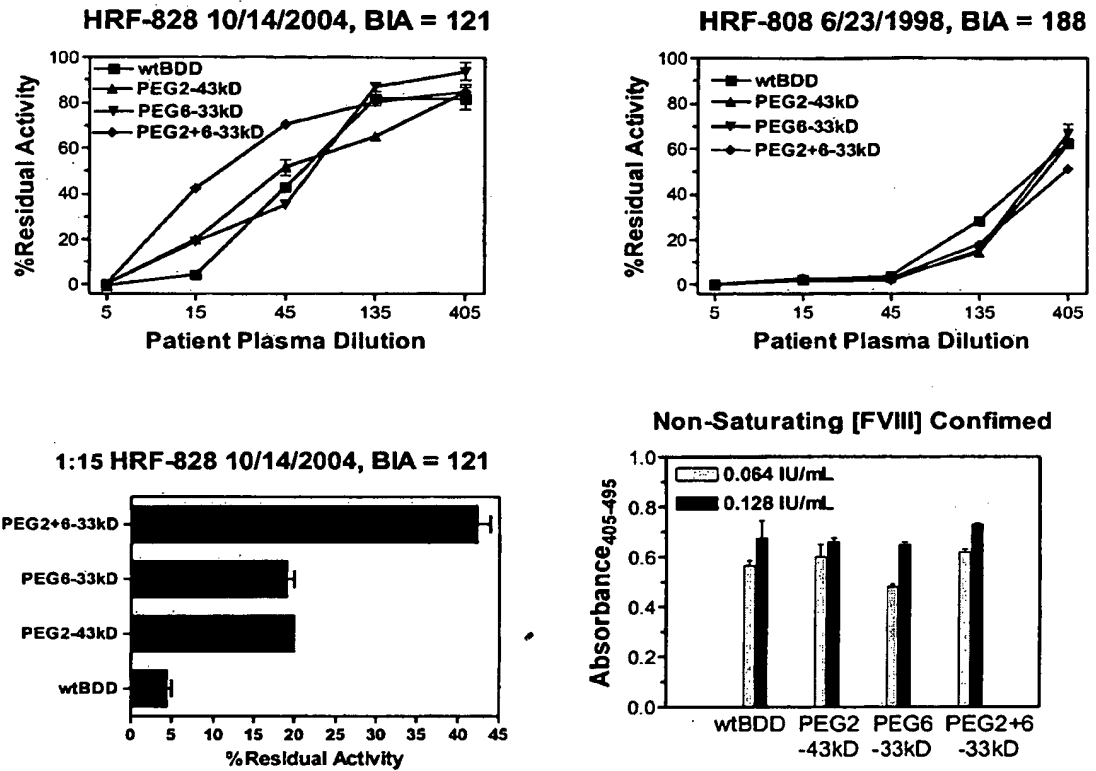 HRF-828 10/14/2004, BIA = 121
100
80
60
40
20
0
%Residual Activity
wtBDD
PEG2-43kD
PEG6-33kD
PEG2+6-33kD
5 15 45 135 405
Patient Plasma Dilution
HRF-808 6/23/1998, BIA = 188
100
80
60
40
20
0
%Residual Activity
wtBDD
PEG2-43kD
PEG6-33kD
PEG2+6-33kD
5 15 45 135 405
Patient Plasma Dilution
1:15 HRF-828 10/14/2004, BIA = 121
PEG2+6-33kD
PEG6-33kD
PEG2-43kD
wtBDD
0 5 10 15 20 25 30 35 40 45
%Residual Activity
Non-Saturating [FVIII] Confimed
1.0
0.8
0.6
0.4
0.2
0.0
Absorbance405-495
0.064 IU/mL
0.128 IU/mL
wtBDD PEG2 PEG6 PEG2+6
-43kD -33kD -33kD